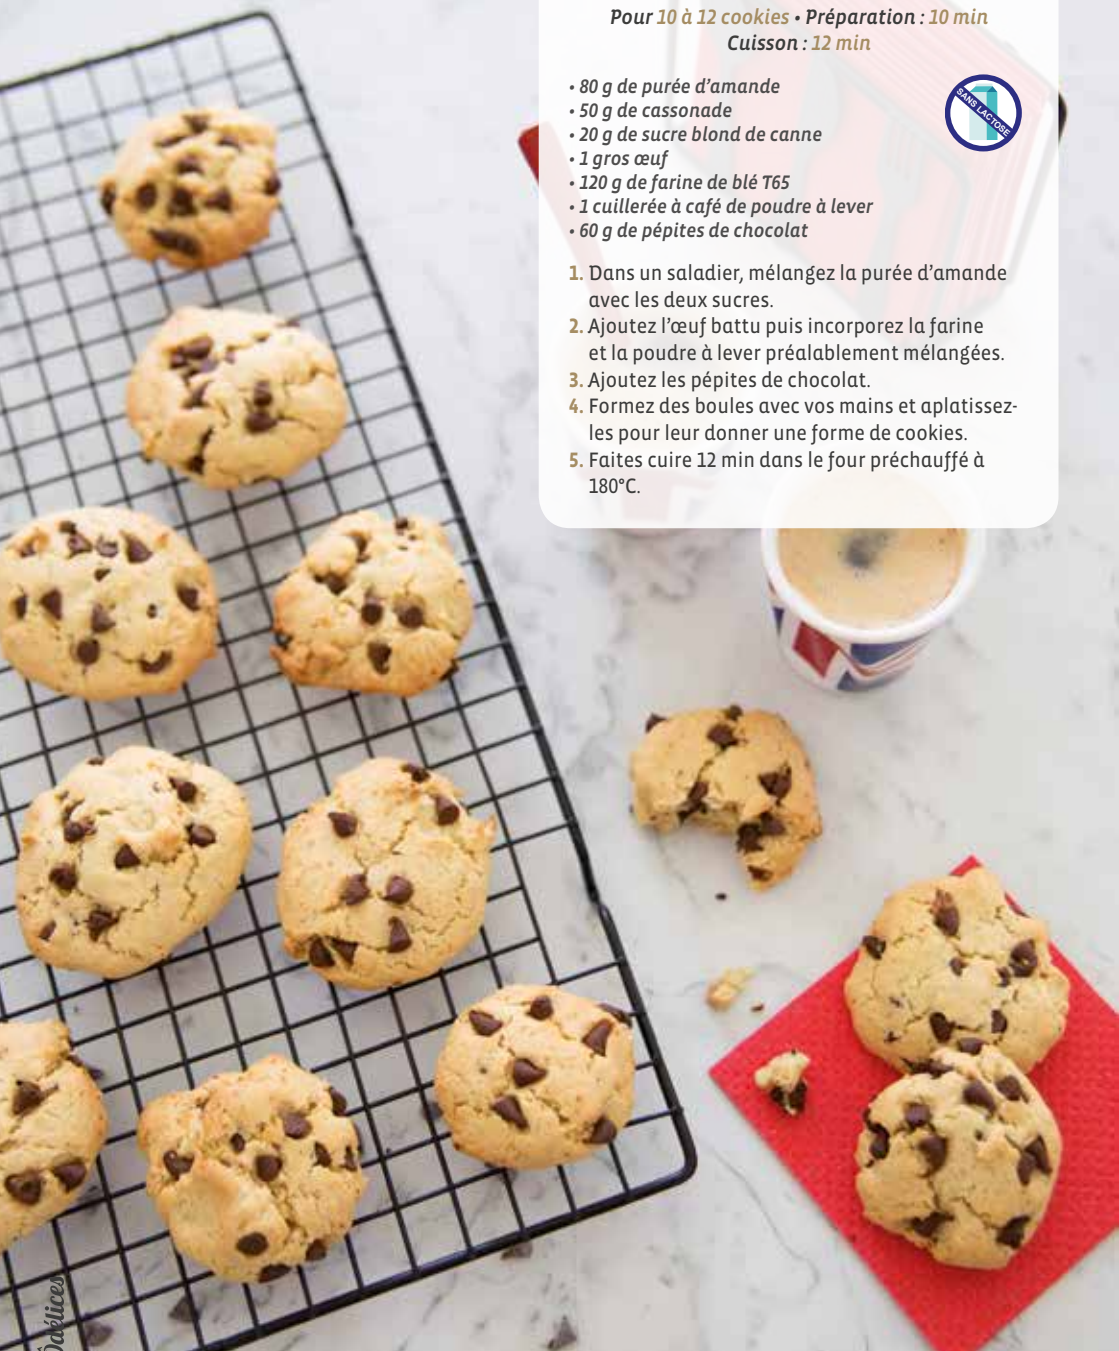 Pour 10 à 12 cookies • Préparation : 10 min
Cuisson : 12 min
• 80 g de purée d'amande
• 50 g de cassonade
• 20 g de sucre blond de canne
• 1 gros œuf
• 120 g de farine de blé T65
• 1 cuillerée à café de poudre à lever
• 60 g de pépites de chocolat
SANS LACTOSE
1. Dans un saladier, mélangez la purée d'amande
avec les deux sucres.
2. Ajoutez l'œuf battu puis incorporez la farine
et la poudre à lever préalablement mélangées.
3. Ajoutez les pépites de chocolat.
4. Formez des boules avec vos mains et aplatissez-
les pour leur donner une forme de cookies.
5. Faites cuire 12 min dans le four préchauffé à
180°C.
Ôdélices